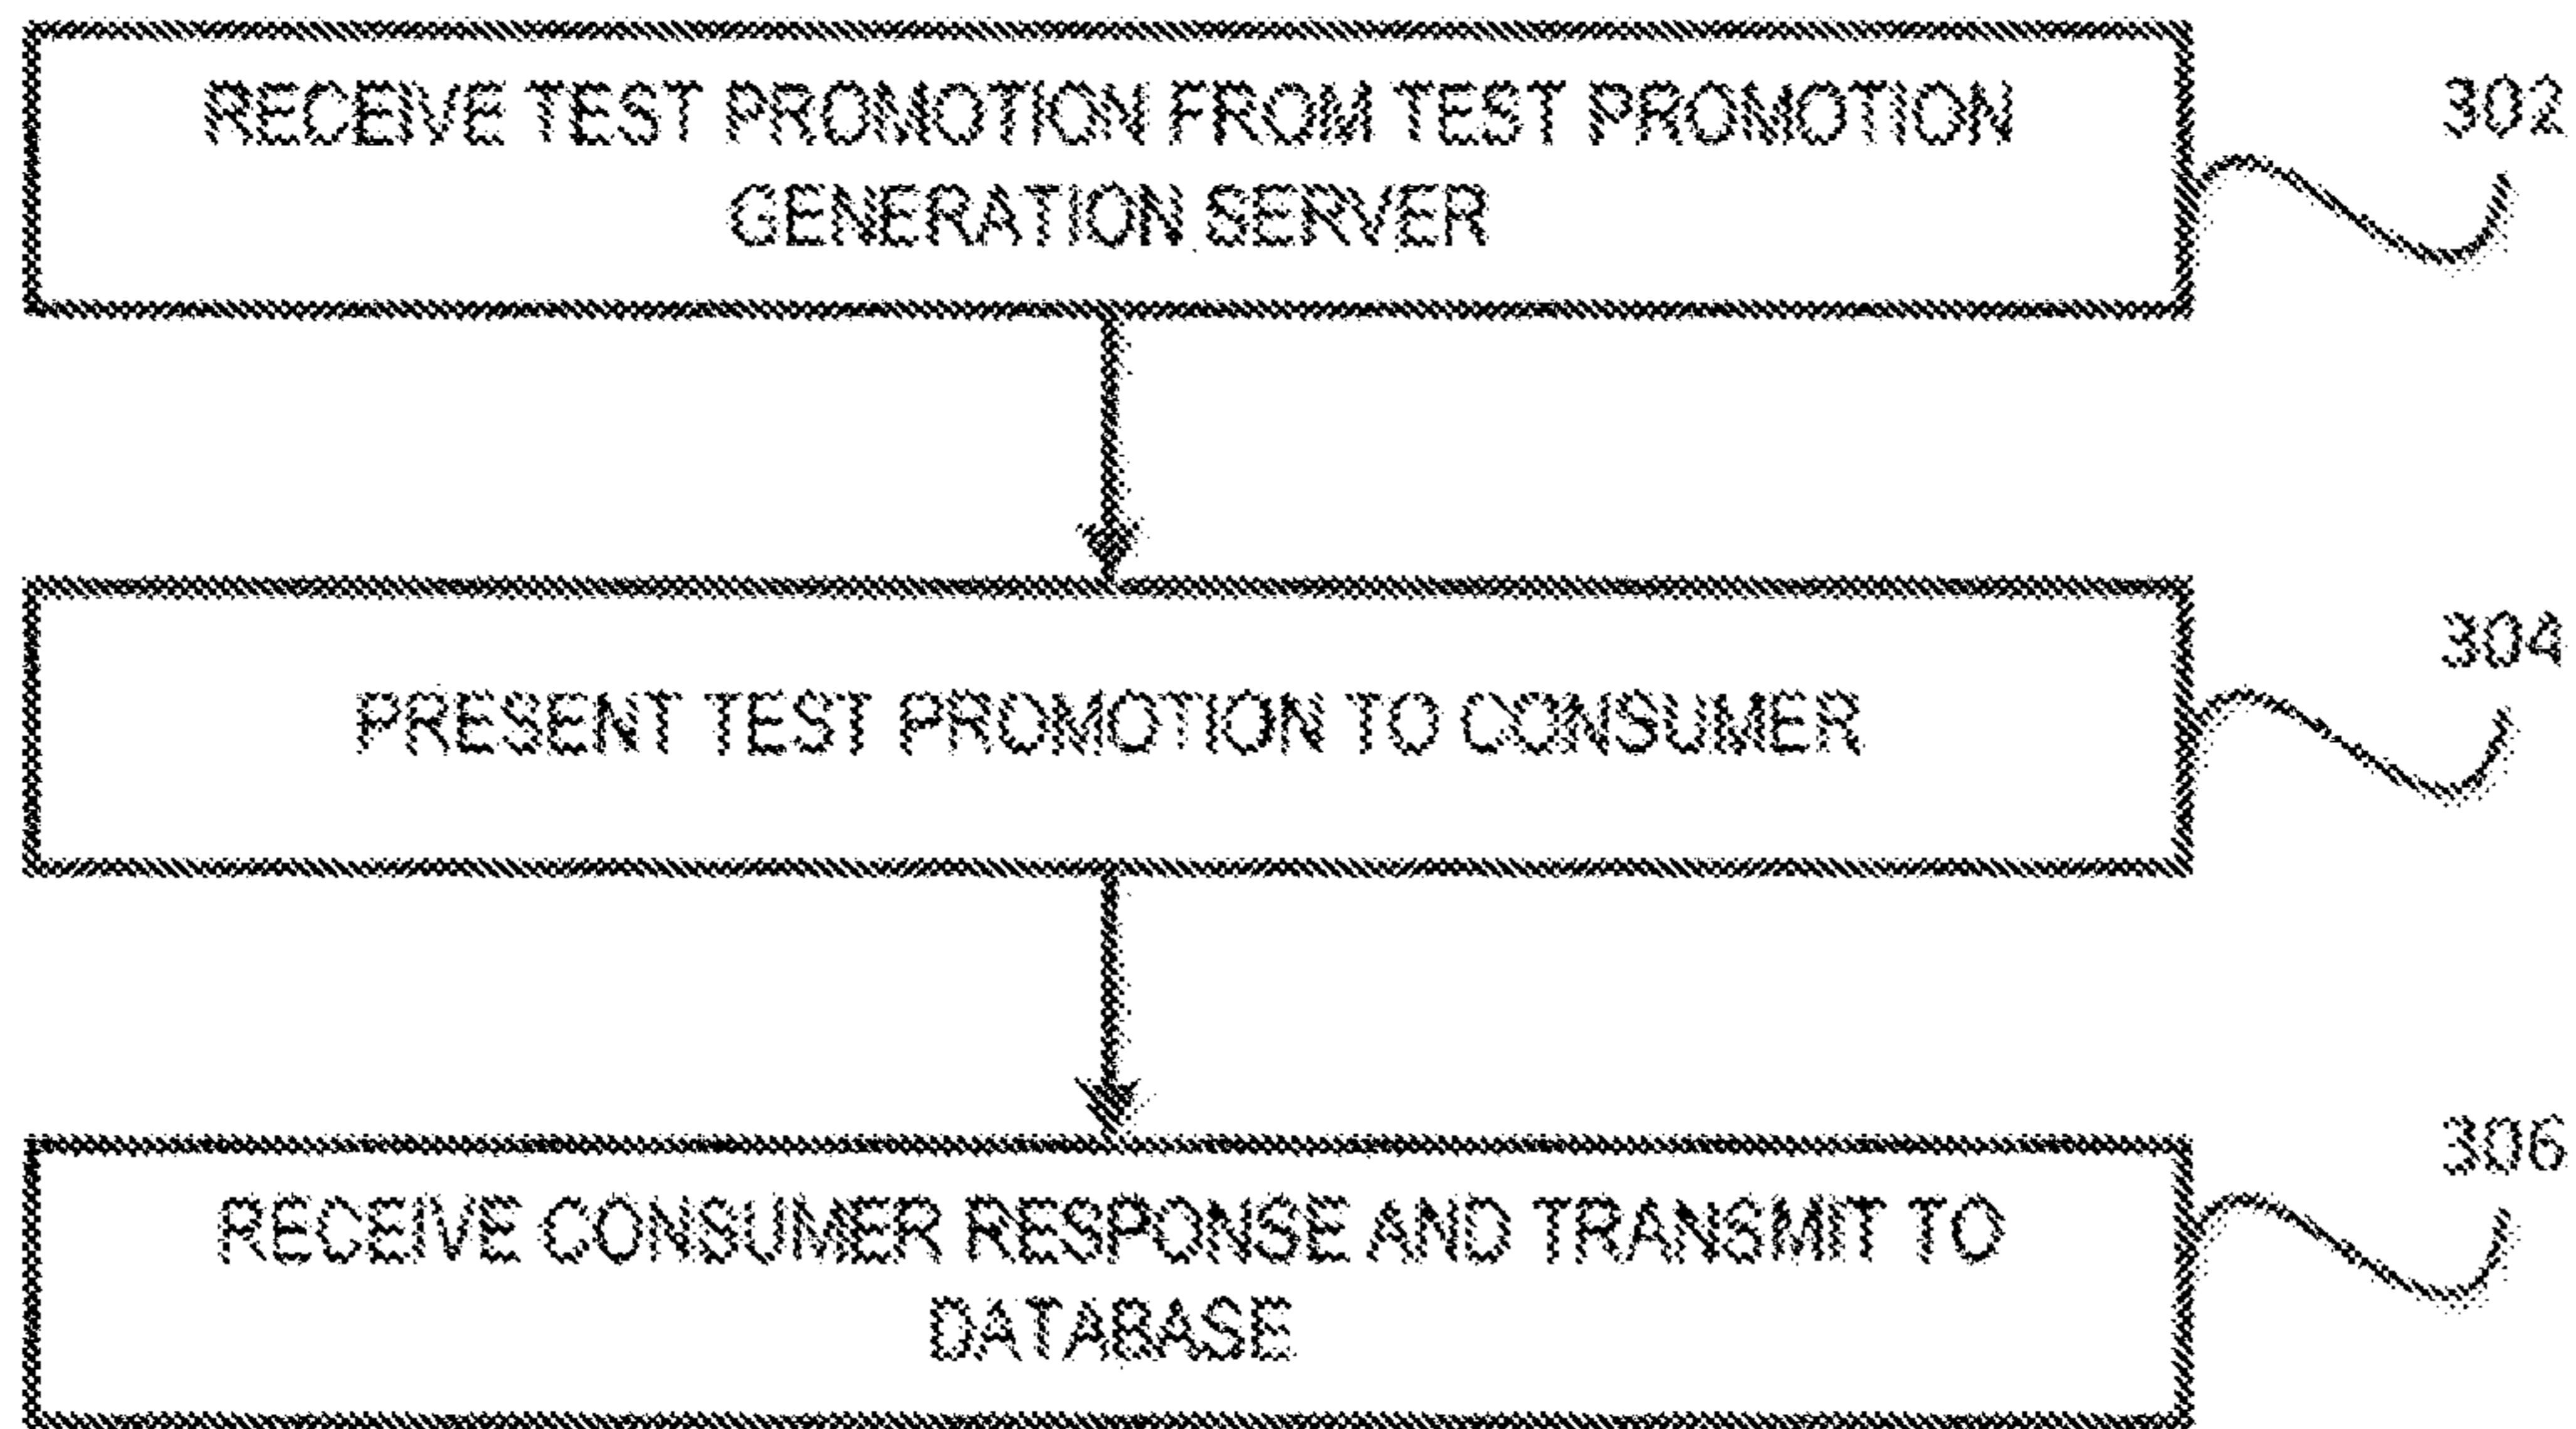 RECEIVE TEST PROMOTION FROM TEST PROMOTION
GENERATION SERVER
302
PRESENT TEST PROMOTION TO CONSUMER
304
RECEIVE CONSUMER RESPONSE AND TRANSMIT TO
DATABASE
306